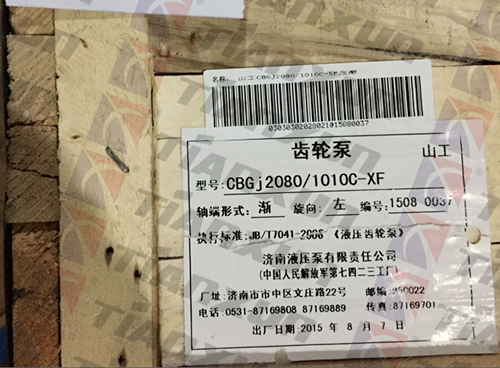 名称: 山工CBGJ2080/1010C-XF左渐
0303030202802101508003​7
齿轮泵 山工
型号: CBGj2080/1010C-XF
轴端形式: 渐 旋向: 左 编号: 1508 0037
执行标准: JB/T7041-2006 《液压齿轮泵》
济南液压泵有限责任公司
(中国人民解放军第七四二三工厂)
厂址: 济南市市中区文庄路22号 邮编: 250022
电话: 0531-87169808 87169889 传真: 87169701
出厂日期: 2015 年 8 月 7 日
TIANXUN